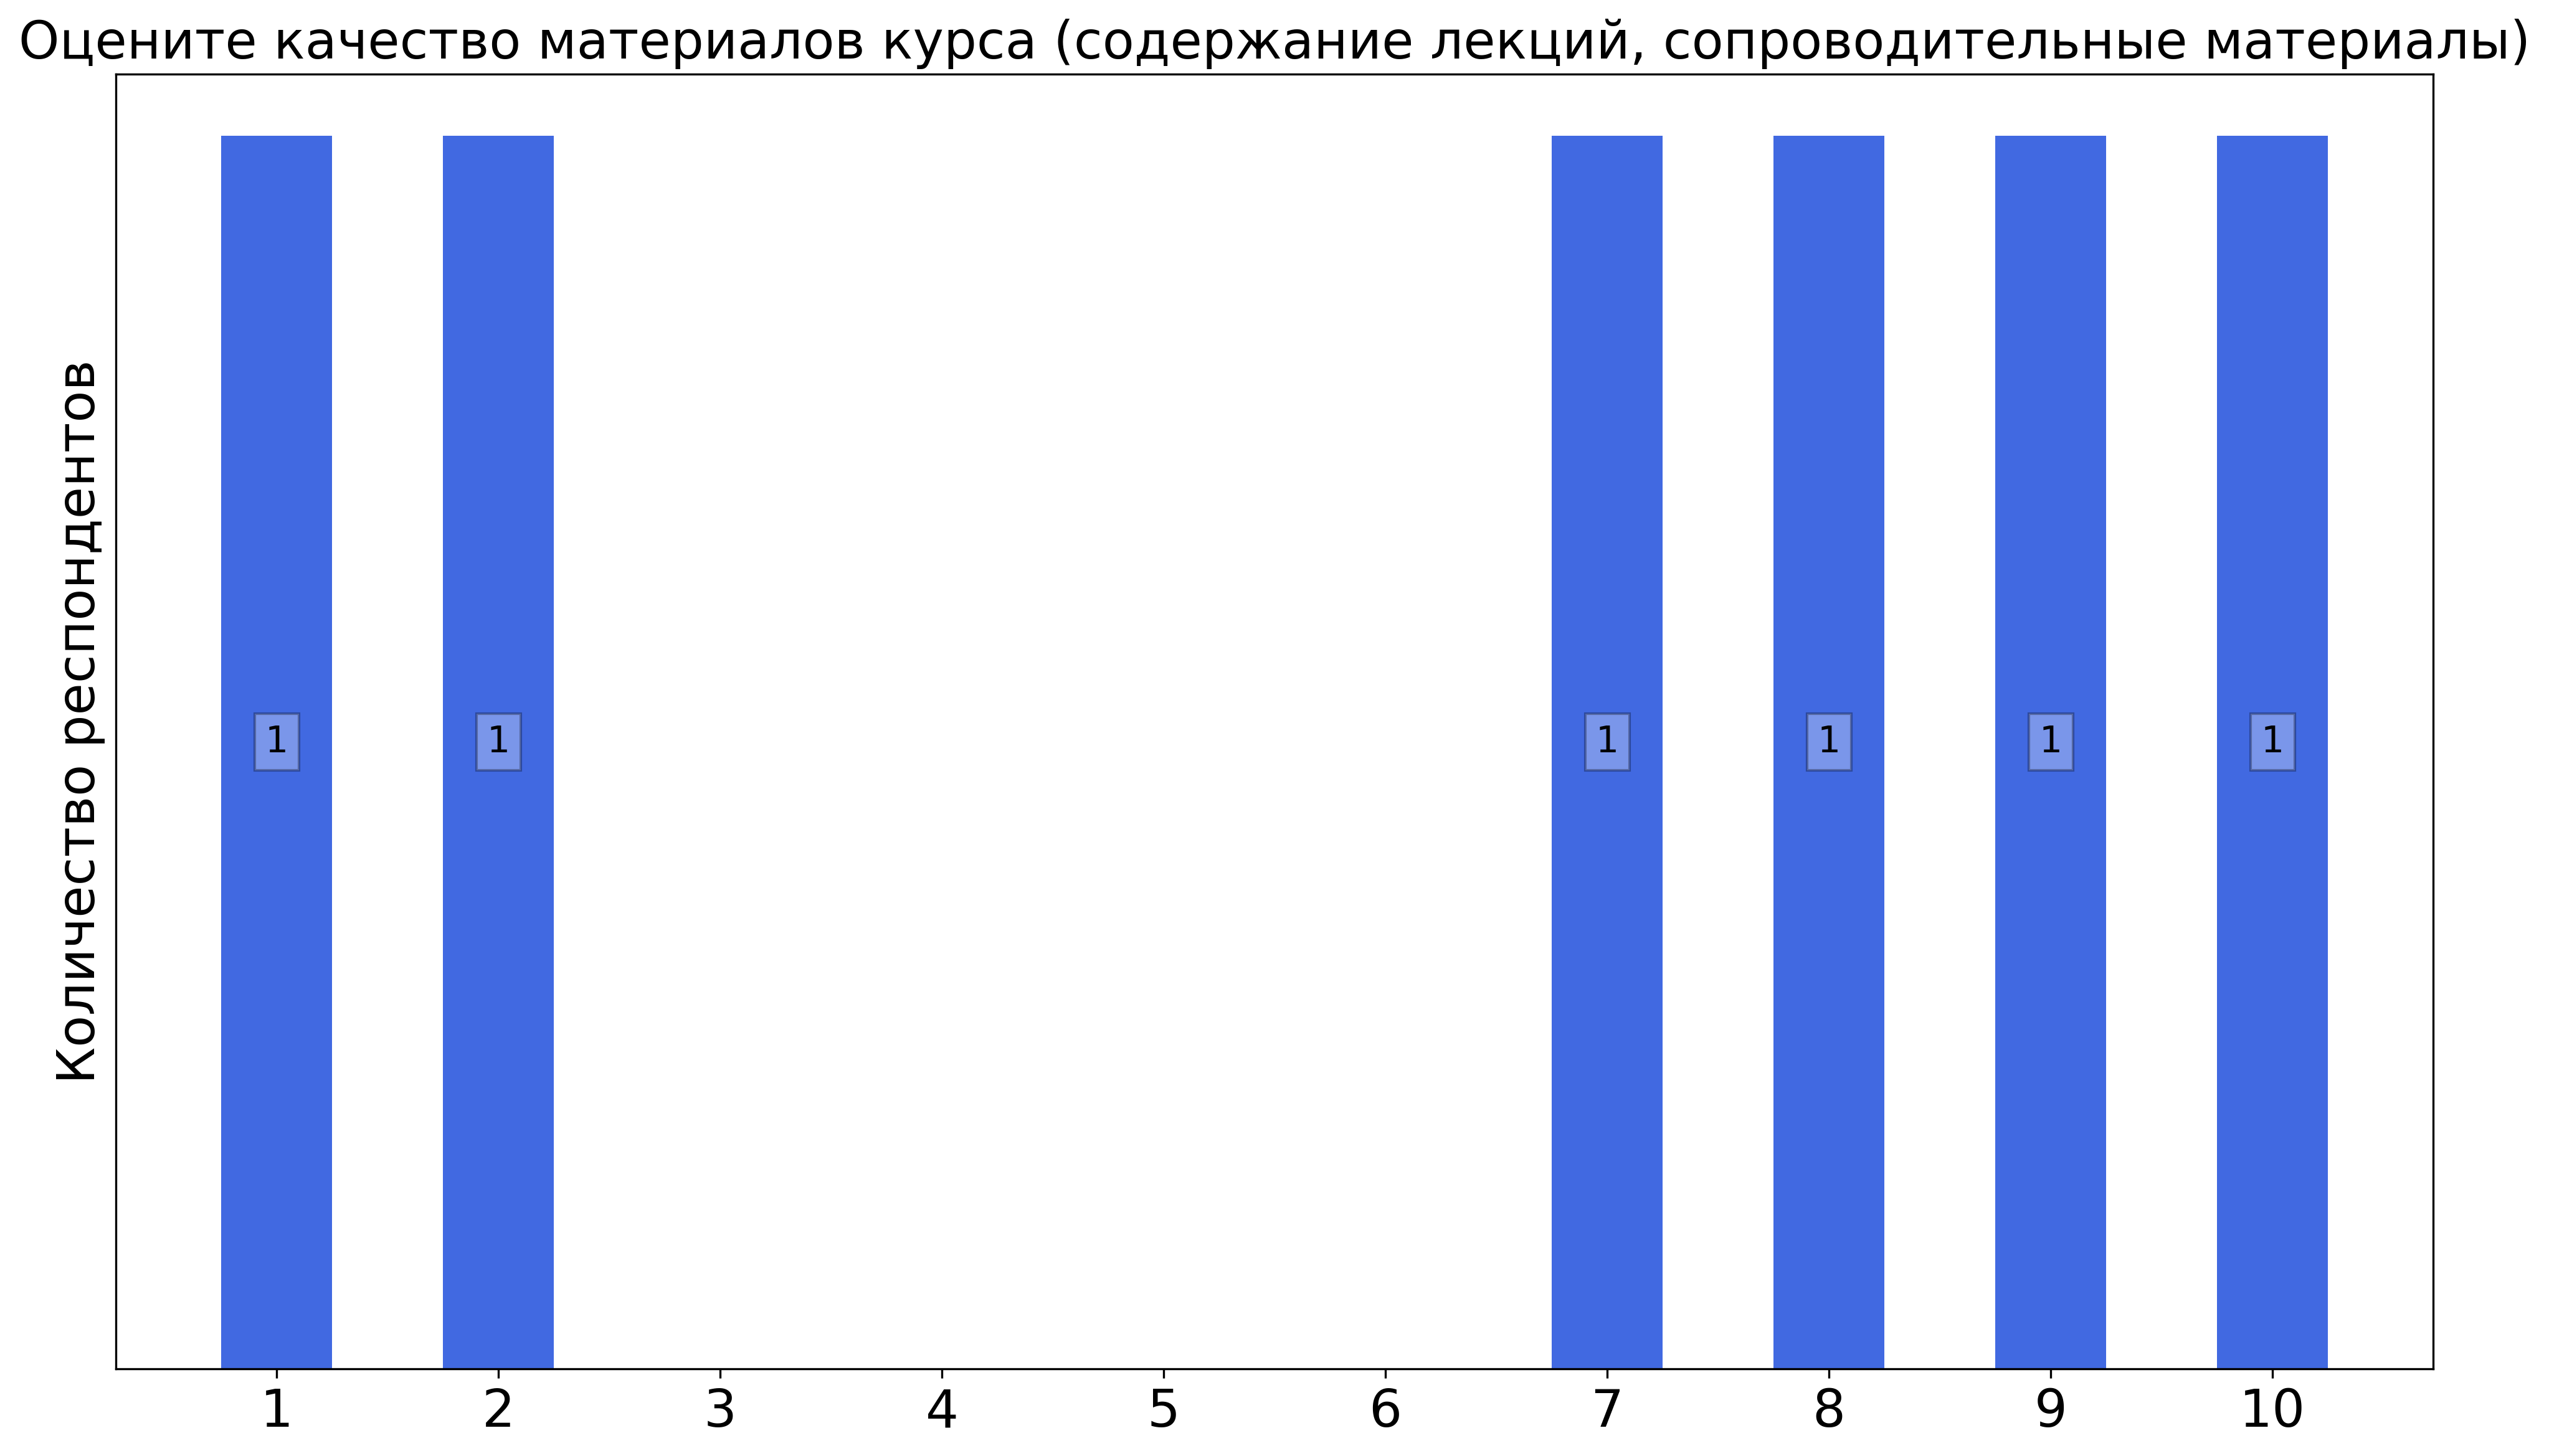 Оцените качество материалов курса (содержание лекций, сопроводительные материалы)
Количество респондентов
1 1 1 1 1 1
1 2 3 4 5 6 7 8 9 10